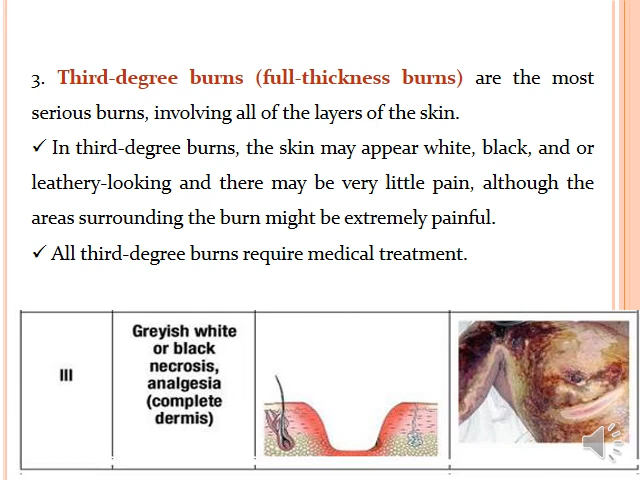 3. Third-degree burns (full-thickness burns) are the most
serious burns, involving all of the layers of the skin.
✓ In third-degree burns, the skin may appear white, black, and or
leathery-looking and there may be very little pain, although the
areas surrounding the burn might be extremely painful.
✓ All third-degree burns require medical treatment.
III
Greyish white
or black
necrosis,
analgesia
(complete
dermis)